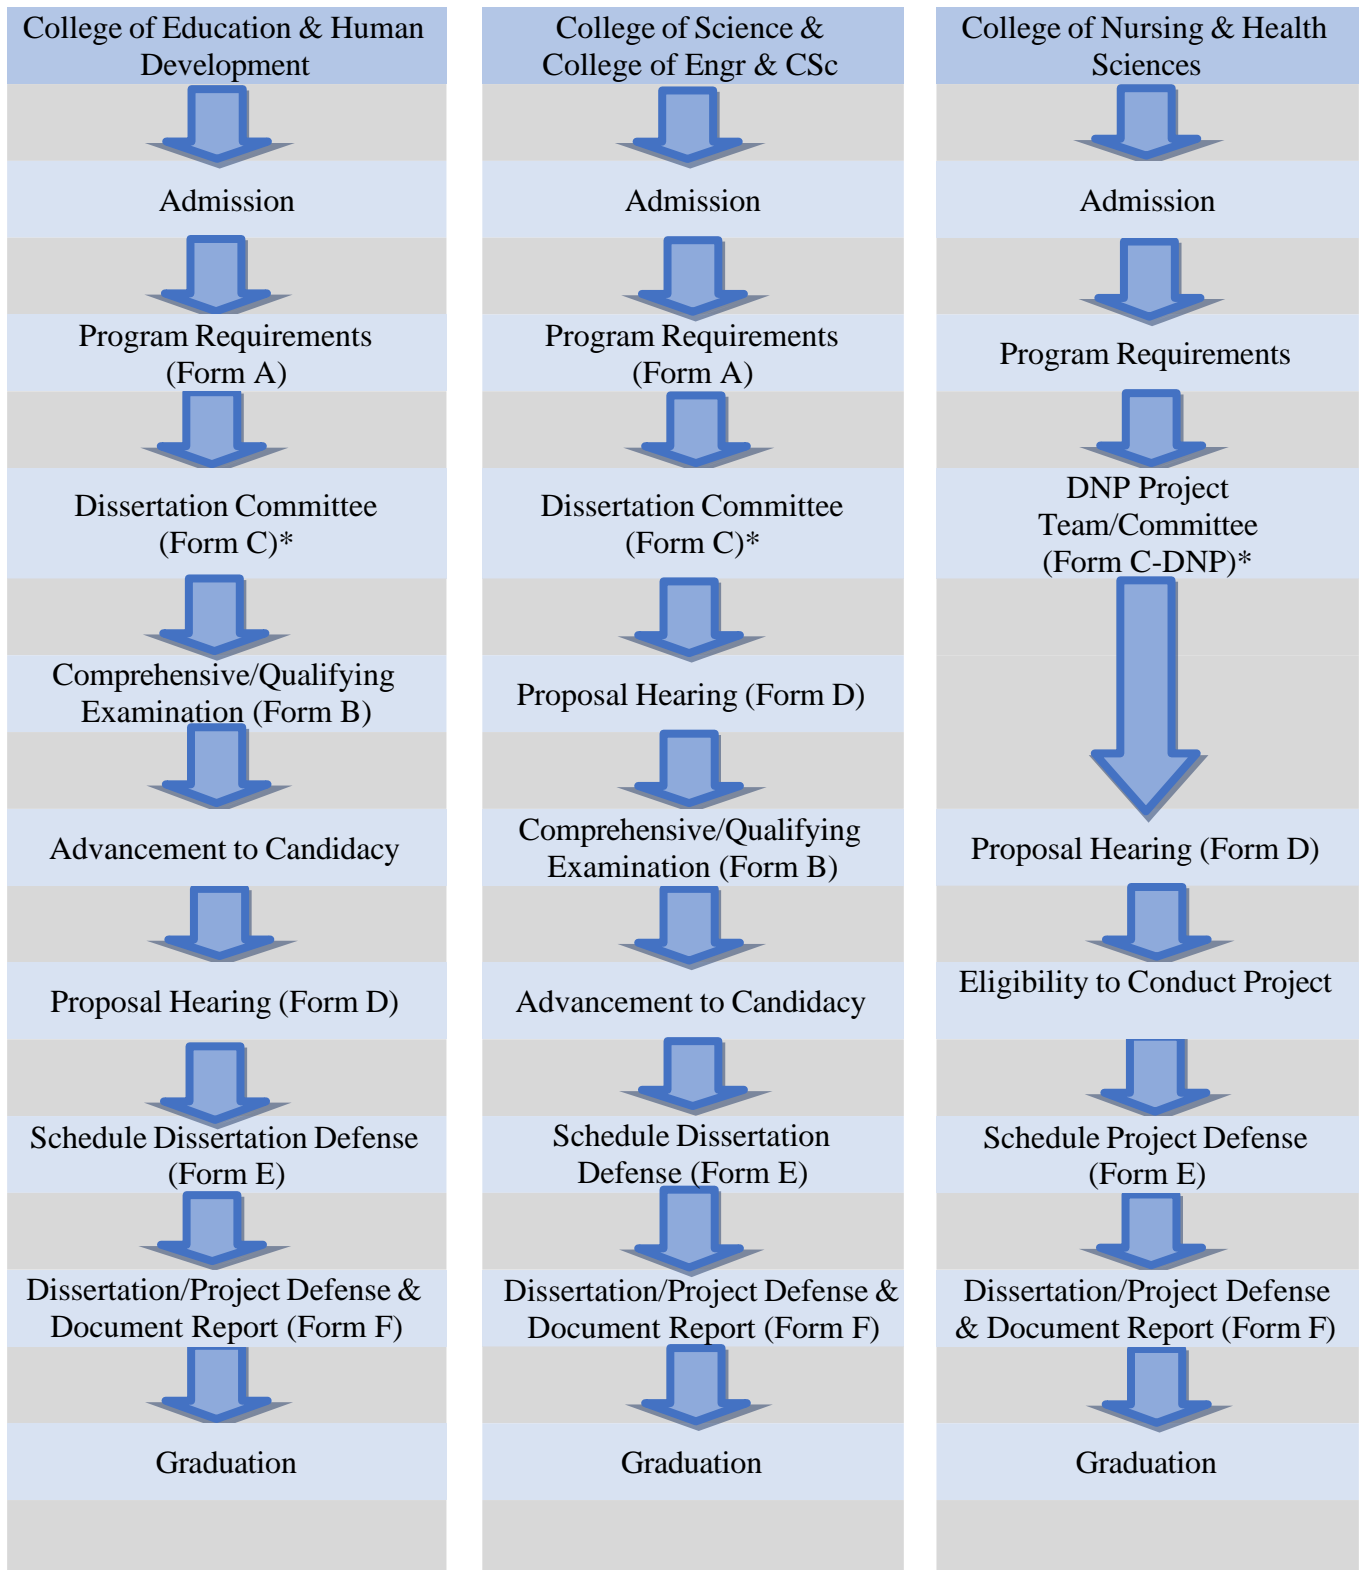 College of Education & Human
Development
Admission
Program Requirements
(Form A)
Dissertation Committee
(Form C)*
Comprehensive/Qualifying
Examination (Form B)
Advancement to Candidacy
Proposal Hearing (Form D)
Schedule Dissertation Defense
(Form E)
Dissertation/Project Defense &
Document Report (Form F)
Graduation
College of Science &
College of Engr & CSc
Admission
Program Requirements
(Form A)
Dissertation Committee
(Form C)*
Proposal Hearing (Form D)
Comprehensive/Qualifying
Examination (Form B)
Advancement to Candidacy
Schedule Dissertation
Defense (Form E)
Dissertation/Project Defense &
Document Report (Form F)
Graduation
College of Nursing & Health
Sciences
Admission
Program Requirements
DNP Project
Team/Committee
(Form C-DNP)*
Proposal Hearing (Form D)
Eligibility to Conduct Project
Schedule Project Defense
(Form E)
Dissertation/Project Defense
& Document Report (Form F)
Graduation